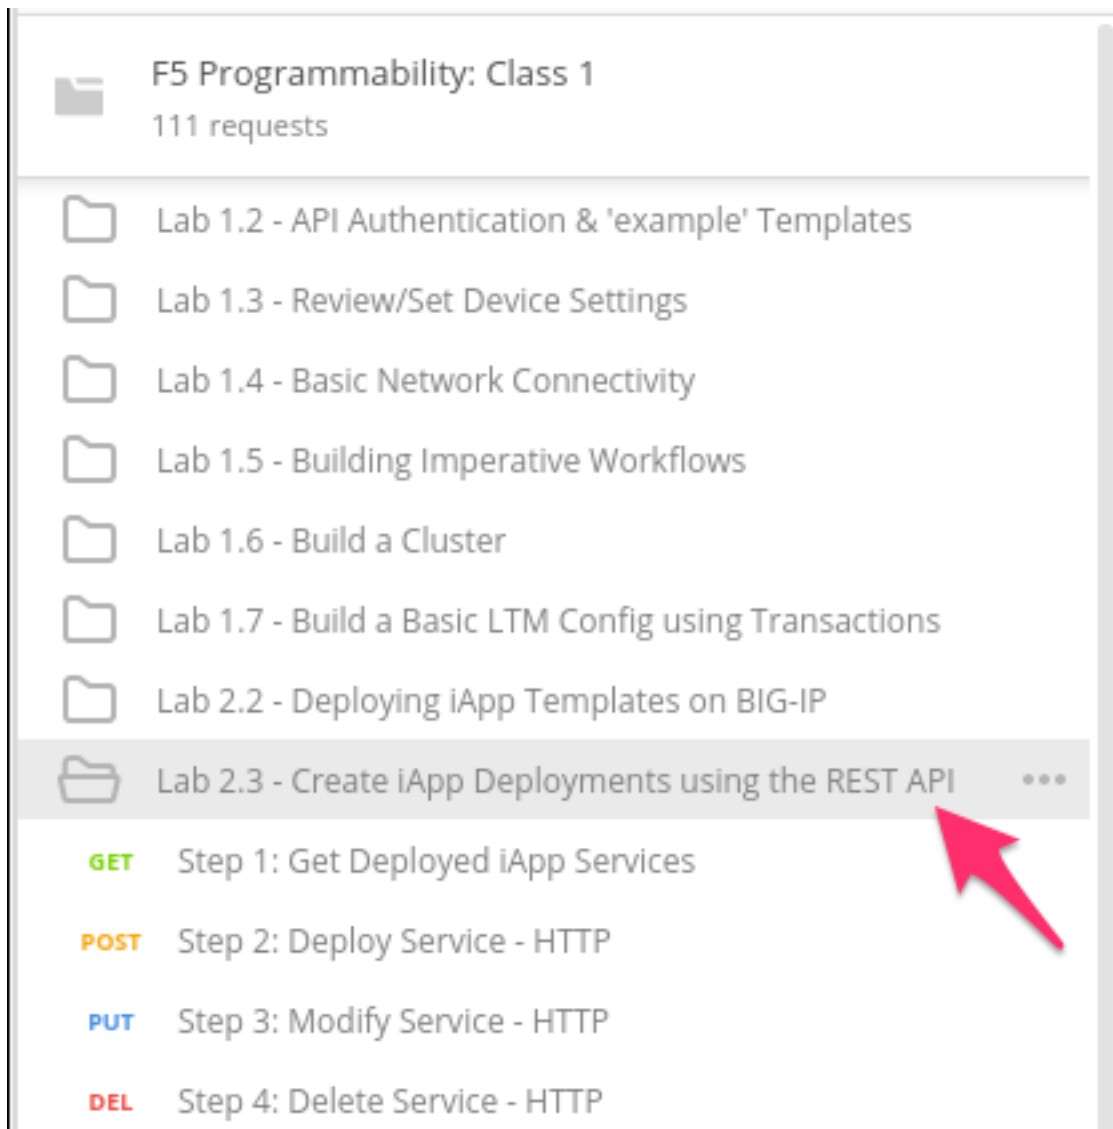 F5 Programmability: Class 1
111 requests
Lab 1.2 - API Authentication & 'example' Templates
Lab 1.3 - Review/Set Device Settings
Lab 1.4 - Basic Network Connectivity
Lab 1.5 - Building Imperative Workflows
Lab 1.6 - Build a Cluster
Lab 1.7 - Build a Basic LTM Config using Transactions
Lab 2.2 - Deploying iApp Templates on BIG-IP
Lab 2.3 - Create iApp Deployments using the REST API
GET Step 1: Get Deployed iApp Services
POST Step 2: Deploy Service - HTTP
PUT Step 3: Modify Service - HTTP
DEL Step 4: Delete Service - HTTP